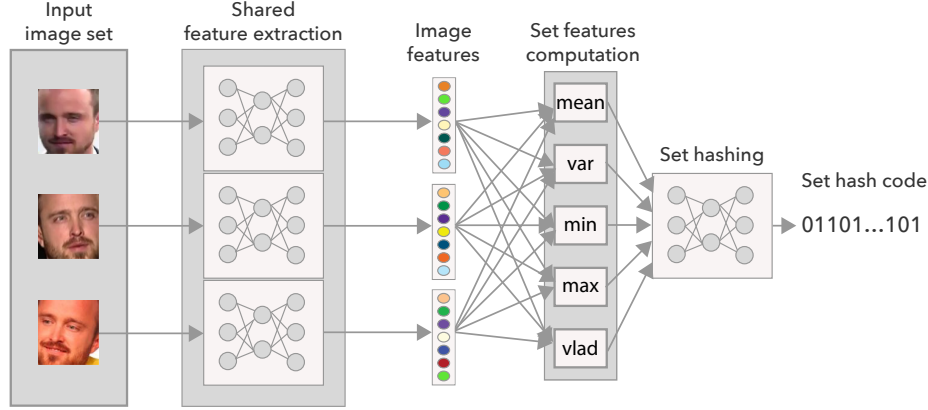 Input
image set
Shared
feature extraction
Image
features
Set features
computation
mean
var
min
max
vlad
Set hashing
Set hash code
01101...101